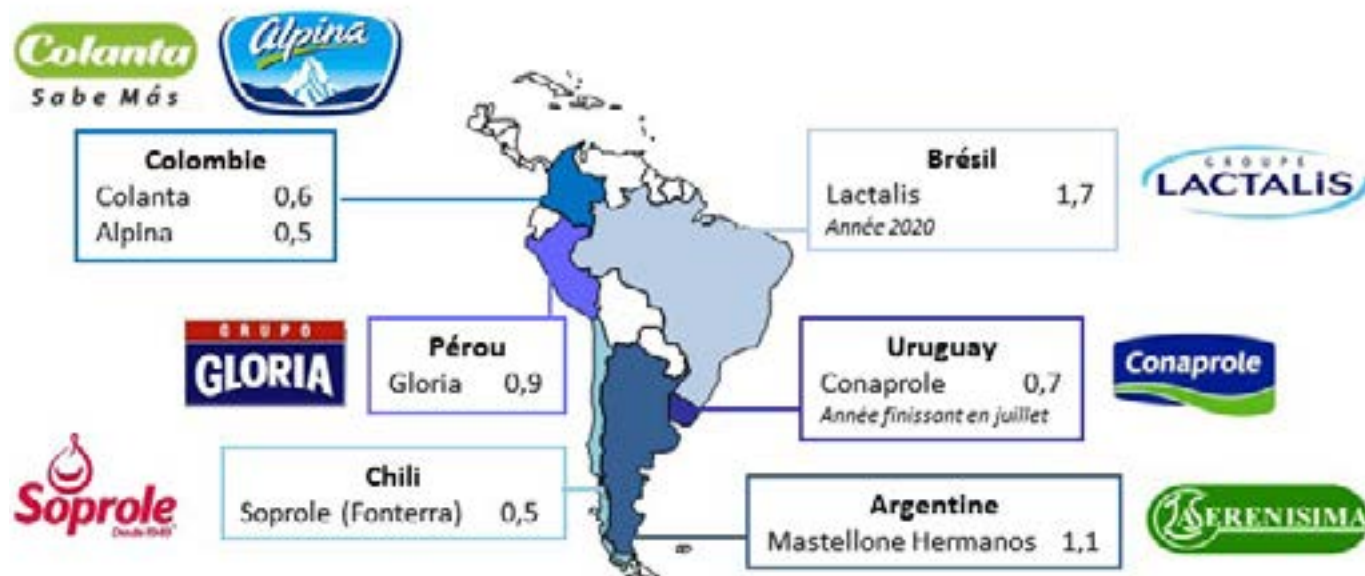 Colanta
Sabe Más
alpina
Colombie
Colanta 0,6
Alpina 0,5
Brésil
Lactalis 1,7
Année 2020
GROUPE
LACTALiS
GRUPO
GLORIA
Pérou
Gloria 0,9
Uruguay
Conaprole 0,7
Année finissant en juillet
Conaprole
Soprole
Desde 1949
Chili
Soprole (Fonterra) 0,5
Argentine
Mastellone Hermanos 1,1
LA SERENISIMA